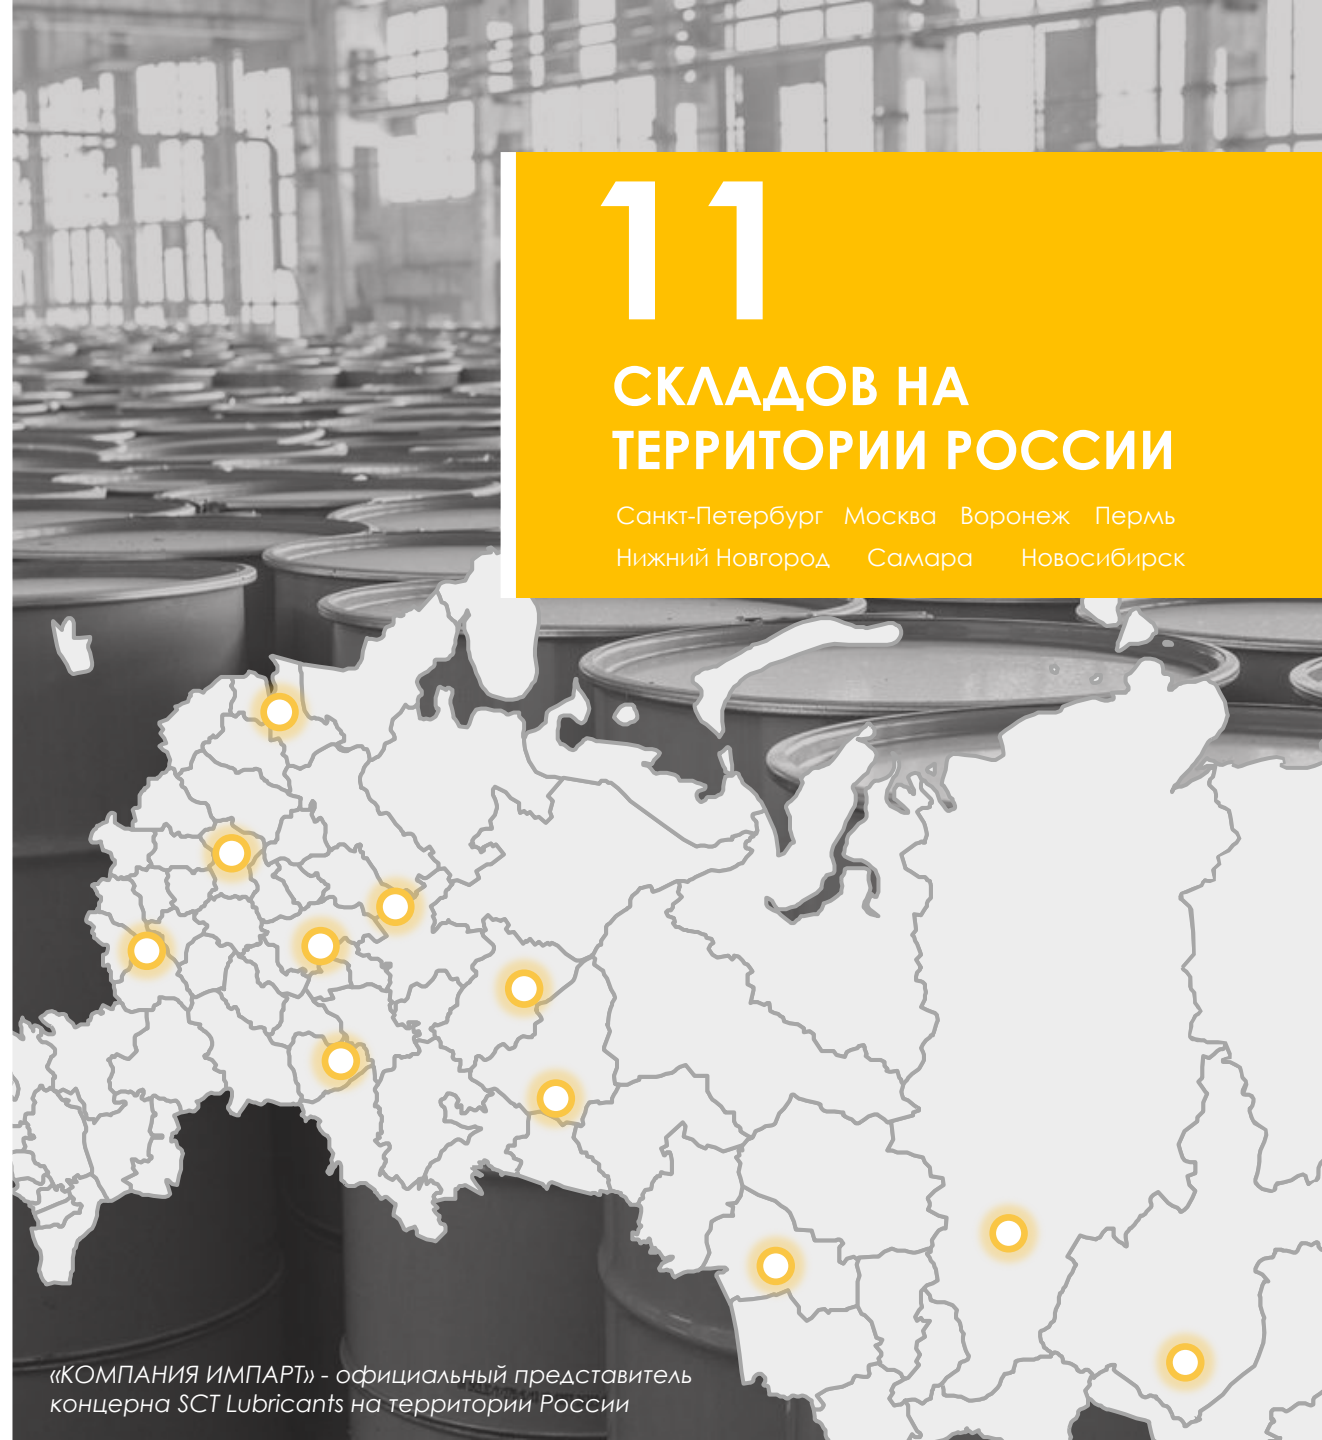 11
СКЛАДОВ НА
ТЕРРИТОРИИ РОССИИ
Санкт-Петербург Москва Воронеж Пермь
Нижний Новгород Самара Новосибирск
«КОМПАНИЯ ИМПАРТ» - официальный представитель
концерна SCT Lubricants на территории России